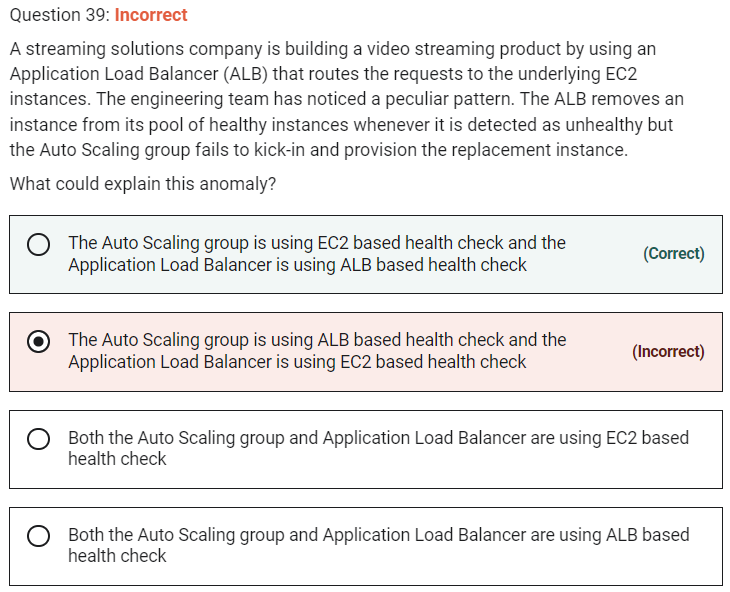 Question 39: Incorrect
A streaming solutions company is building a video streaming product by using an
Application Load Balancer (ALB) that routes the requests to the underlying EC2
instances. The engineering team has noticed a peculiar pattern. The ALB removes an
instance from its pool of healthy instances whenever it is detected as unhealthy but
the Auto Scaling group fails to kick-in and provision the replacement instance.
What could explain this anomaly?
The Auto Scaling group is using EC2 based health check and the
Application Load Balancer is using ALB based health check
(Correct)
The Auto Scaling group is using ALB based health check and the
Application Load Balancer is using EC2 based health check
(Incorrect)
Both the Auto Scaling group and Application Load Balancer are using EC2 based
health check
Both the Auto Scaling group and Application Load Balancer are using ALB based
health check